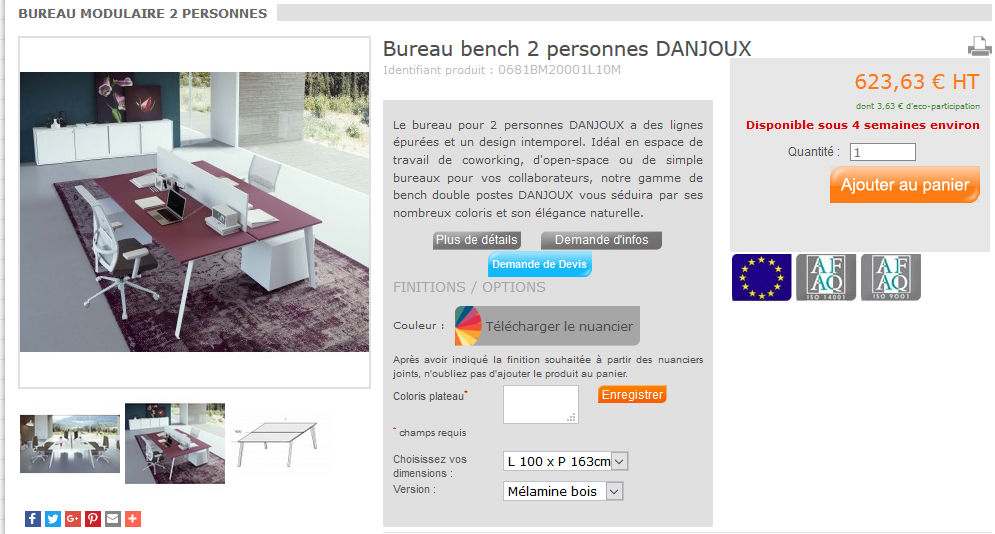 BUREAU MODULAIRE 2 PERSONNES
Bureau bench 2 personnes DANJOUX
Identifiant produit : 0681BM20001L10M
623,63 € HT
dont 3,63 € d'eco-participation
Disponible sous 4 semaines environ
Quantité : 1
Ajouter au panier
Le bureau pour 2 personnes DANJOUX a des lignes
épurées et un design intemporel. Idéal en espace de
travail de coworking, d'open-space ou de simple
bureaux pour vos collaborateurs, notre gamme de
bench double postes DANJOUX vous séduira par ses
nombreux coloris et son élégance naturelle.
Plus de détails
Demande d'infos
Demande de Devis
AF
AQ
ISO 14001
AF
AQ
ISO 9001
FINITIONS / OPTIONS
Couleur : Télécharger le nuancier
Après avoir indiqué la finition souhaitée à partir des nuanciers
joints, n'oubliez pas d'ajouter le produit au panier.
Coloris plateau*
Enregistrer
* champs requis
Choisissez vos
dimensions :
L 100 x P 163cm
Version :
Mélamine bois